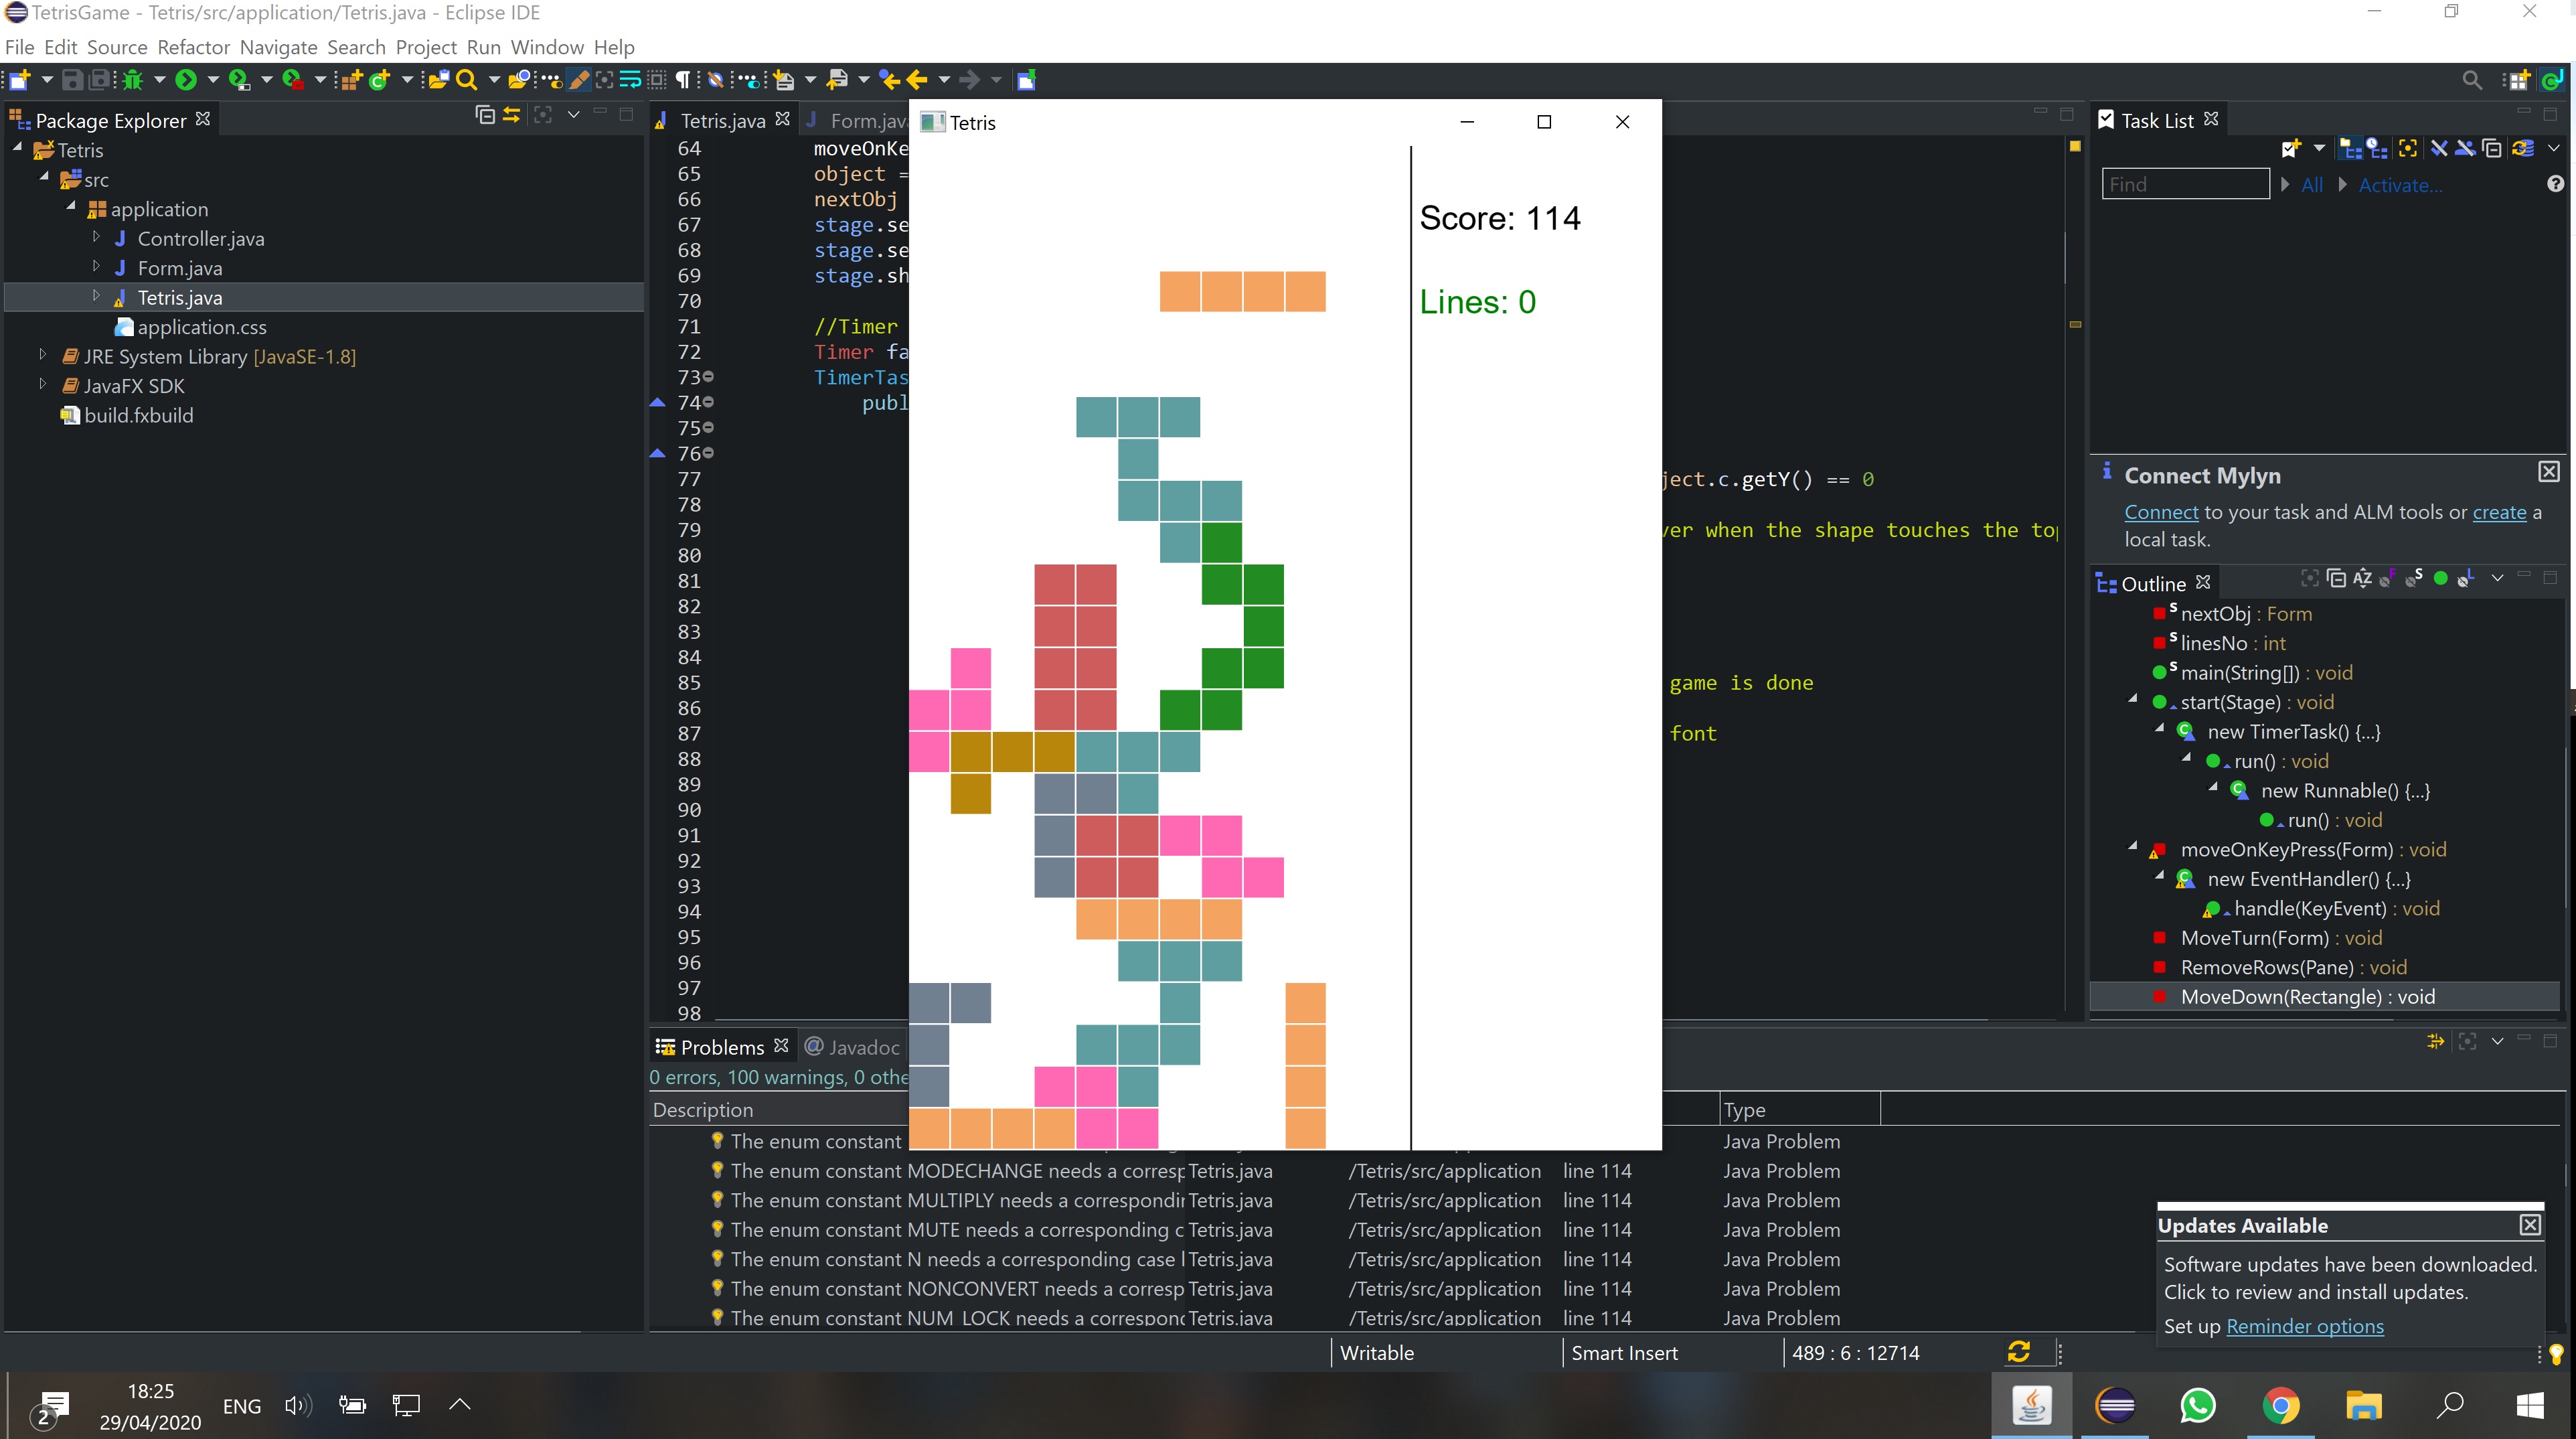 TetrisGame - Tetris/src/application/Tetris.java - Eclipse IDE
File Edit Source Refactor Navigate Search Project Run Window Help
Package Explorer
Tetris
src
application
Controller.java
Form.java
Tetris.java
application.css
JRE System Library [JavaSE-1.8]
JavaFX SDK
build.fxbuild
Tetris.java Form.java
64 moveOnKe
65 object =
66 nextObj
67 stage.se
68 stage.se
69 stage.sh
70
71 //Timer
72 Timer fa
73 TimerTas
74 publ
75
76
77 ject.c.getY() == 0
78
79 ver when the shape touches the top
80
81
82
83
84
85 game is done
86
87 font
88
89
90
91
92
93
94
95
96
97
98
Tetris
Score: 114
Lines: 0
Task List
Find All Activate...
Connect Mylyn
Connect to your task and ALM tools or create a
local task.
Outline
nextObj : Form
linesNo : int
main(String[]) : void
start(Stage) : void
new TimerTask() {...}
run() : void
new Runnable() {...}
run() : void
moveOnKeyPress(Form) : void
new EventHandler() {...}
handle(KeyEvent) : void
MoveTurn(Form) : void
RemoveRows(Pane) : void
MoveDown(Rectangle) : void
Problems @ Javadoc
0 errors, 100 warnings, 0 othe
Description Type
The enum constant Java Problem
The enum constant MODECHANGE needs a corresp Tetris.java /Tetris/src/application line 114 Java Problem
The enum constant MULTIPLY needs a correspondin Tetris.java /Tetris/src/application line 114 Java Problem
The enum constant MUTE needs a corresponding c Tetris.java /Tetris/src/application line 114 Java Problem
The enum constant N needs a corresponding case l Tetris.java /Tetris/src/application line 114 Java Problem
The enum constant NONCONVERT needs a corresp Tetris.java /Tetris/src/application line 114 Java Problem
The enum constant NUM_LOCK needs a correspond Tetris.java /Tetris/src/application line 114 Java Problem
Updates Available
Software updates have been downloaded.
Click to review and install updates.
Set up Reminder options
Writable Smart Insert 489 : 6 : 12714
2
18:25
29/04/2020
ENG